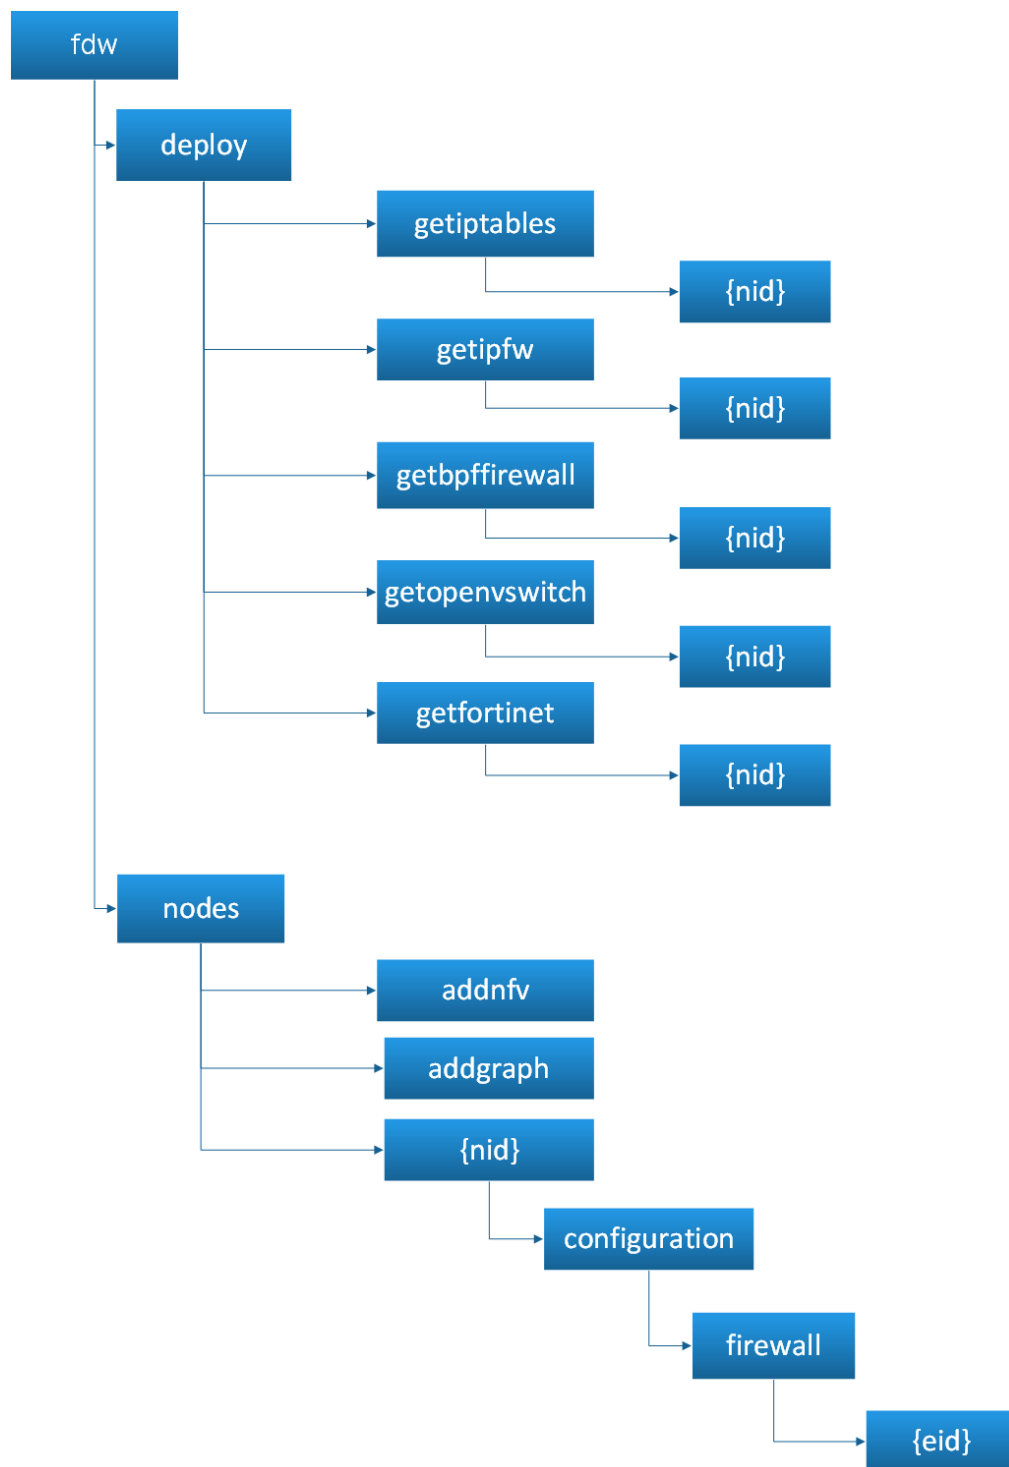 fdw
deploy
getiptables
{nid}
getipfw
{nid}
getbpffirewall
{nid}
getopenvswitch
{nid}
getfortinet
{nid}
nodes
addnfv
addgraph
{nid}
configuration
firewall
{eid}